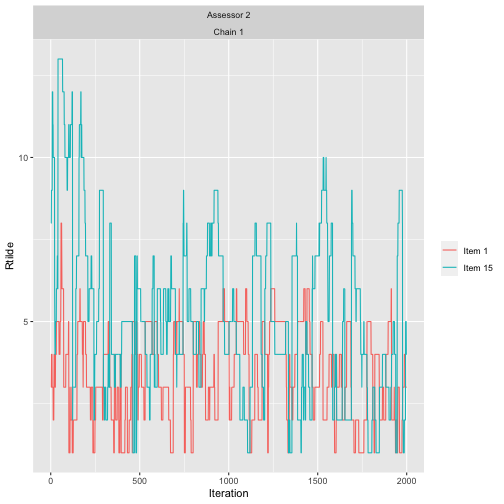 Assessor 2
Chain 1
10
5
Rtilde
0
500
1000
1500
2000
Iteration
Item 1
Item 15